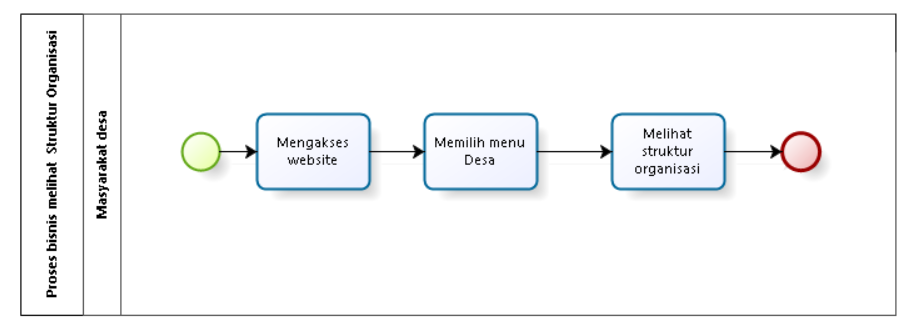 Proses bisnis melihat Struktur Organisasi
Masyarakat desa
Mengakses
website
Memilih menu
Desa
Melihat
struktur
organisasi